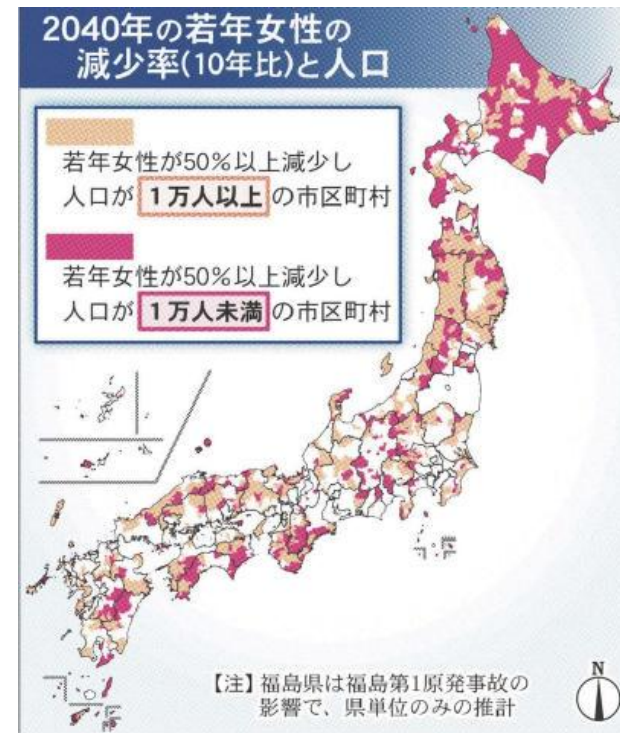 2040年の若年女性の
減少率(10年比)と人口
若年女性が50％以上減少し
人口が１万人以上の市区町村
若年女性が50％以上減少し
人口が１万人未満の市区町村
【注】福島県は福島第1原発事故の
影響で、県単位のみの推計
N